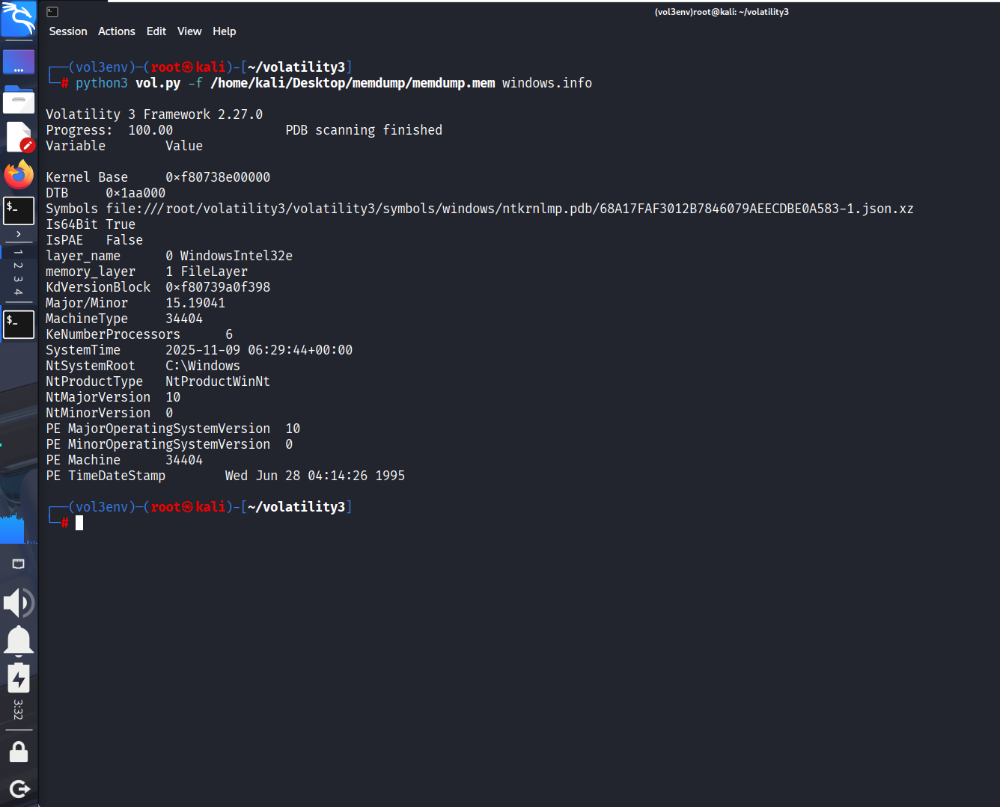 (vol3env)root@kali: ~/volatility3
Session Actions Edit View Help
┌──(vol3env)─(root㉿kali)-[~/volatility3]
└─# python3 vol.py -f /home/kali/Desktop/memdump/memdump.mem windows.info
Volatility 3 Framework 2.27.0
Progress:  100.00               PDB scanning finished
Variable        Value
Kernel Base     0xf80738e00000
DTB     0x1aa000
Symbols file:///root/volatility3/volatility3/symbols/windows/ntkrnlmp.pdb/68A17FAF3012B7846079AEECDBE0A583-1.json.xz
Is64Bit True
IsPAE   False
layer_name      0 WindowsIntel32e
memory_layer    1 FileLayer
KdVersionBlock  0xf80739a0f398
Major/Minor     15.19041
MachineType     34404
KeNumberProcessors      6
SystemTime      2025-11-09 06:29:44+00:00
NtSystemRoot    C:\Windows
NtProductType   NtProductWinNt
NtMajorVersion  10
NtMinorVersion  0
PE MajorOperatingSystemVersion  10
PE MinorOperatingSystemVersion  0
PE Machine      34404
PE TimeDateStamp        Wed Jun 28 04:14:26 1995
┌──(vol3env)─(root㉿kali)-[~/volatility3]
└─#
$_
1
2
3
4
$_
3:32